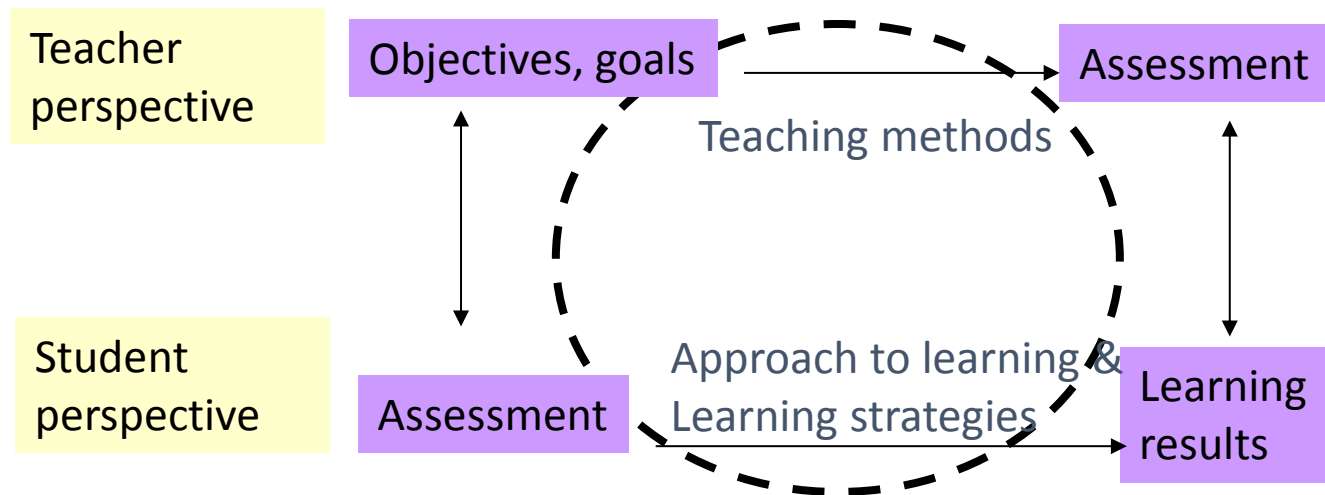 Teacher
perspective
Objectives, goals
Assessment
Teaching methods
Student
perspective
Assessment
Approach to learning &
Learning strategies
Learning
results